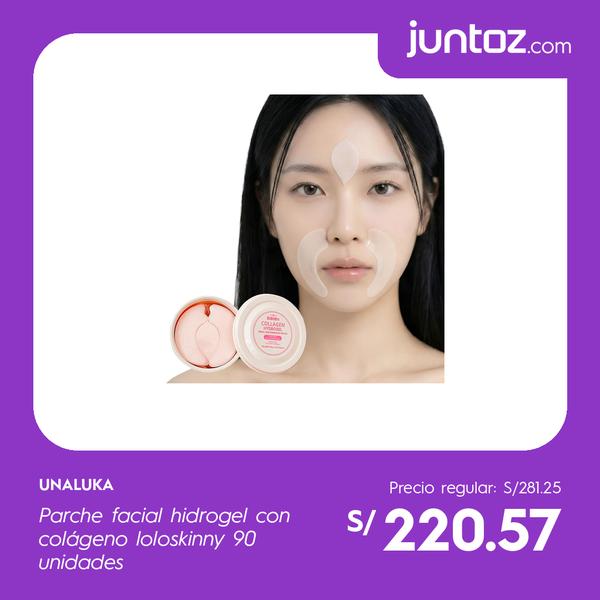 juntoz.com
COLLAGEN
HYDROGEL
UNALUKA
Parche facial hidrogel con
colágeno loloskinny 90
unidades
Precio regular: S/281.25
S/ 220.57